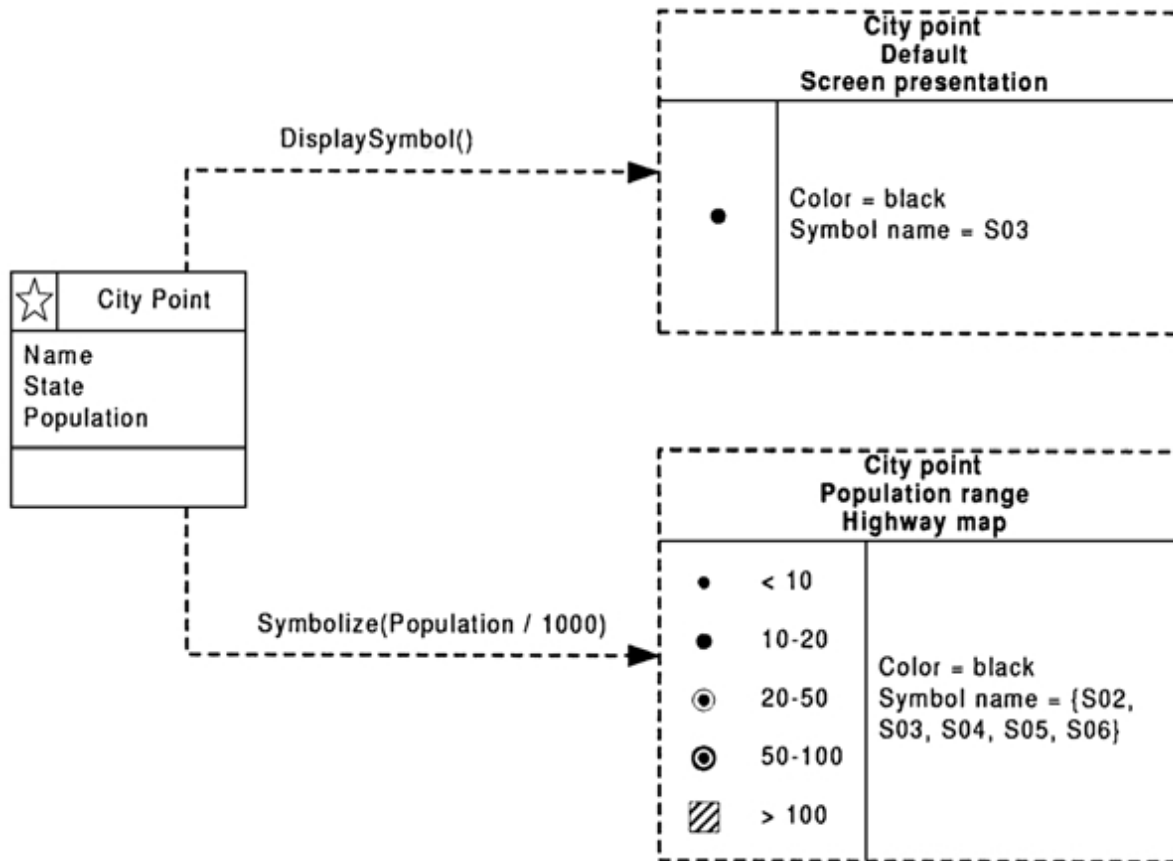 City point
Default
Screen presentation
DisplaySymbol()
Color = black
Symbol name = S03
City Point
Name
State
Population
City point
Population range
Highway map
Symbolize(Population / 1000)
< 10
10-20
20-50
50-100
> 100
Color = black
Symbol name = {S02,
S03, S04, S05, S06}